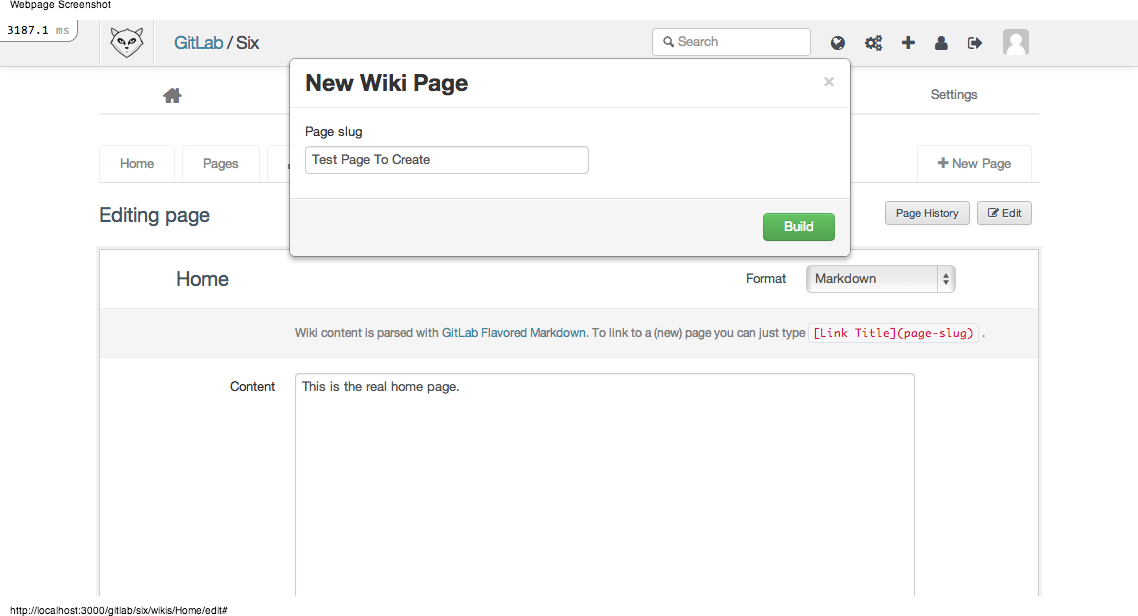 Webpage Screenshot
3187.1 ms
GitLab / Six
Search
New Wiki Page
×
Settings
Page slug
Test Page To Create
Home
Pages
New Page
Editing page
Page History
Edit
Build
Home
Format
Markdown
Wiki content is parsed with GitLab Flavored Markdown. To link to a (new) page you can just type [Link Title](page-slug) .
Content
This is the real home page.
http://localhost:3000/gitlab/six/wikis/Home/edit#